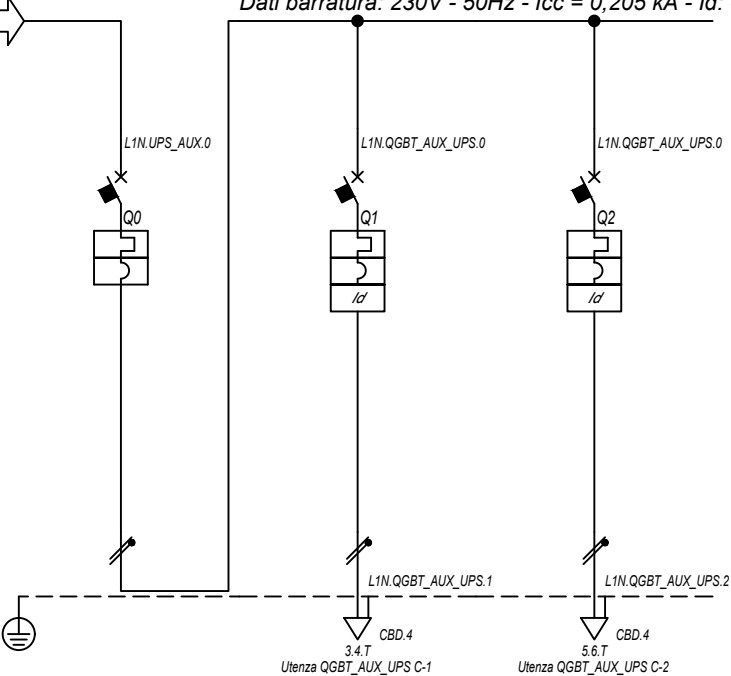 Dati barratura: 230V - 50Hz - Icc = 0,205 kA - Id:
L1N.UPS_AUX.0
L1N.QGBT_AUX_UPS.0
L1N.QGBT_AUX_UPS.0
Q0
Q1
Q2
Id
Id
L1N.QGBT_AUX_UPS.1
L1N.QGBT_AUX_UPS.2
CBD.4
CBD.4
3.4.T
5.6.T
Utenza QGBT_AUX_UPS C-1
Utenza QGBT_AUX_UPS C-2